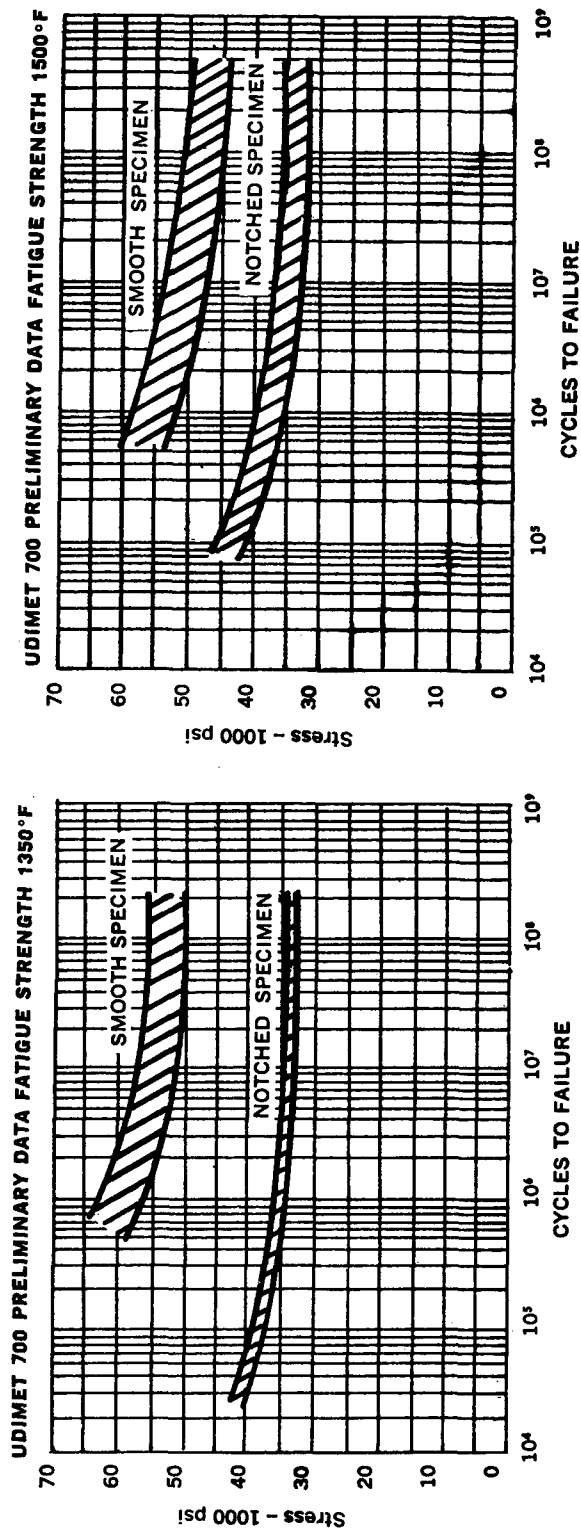 UDIMET 700 PRELIMINARY DATA FATIGUE STRENGTH 1350°F
70
60
50
40
30
20
10
0
Stress – 1000 psi
SMOOTH SPECIMEN
NOTCHED SPECIMEN
10⁴
10⁵
10⁶
10⁷
10⁸
10⁹
CYCLES TO FAILURE
UDIMET 700 PRELIMINARY DATA FATIGUE STRENGTH 1500°F
70
60
50
40
30
20
10
0
Stress – 1000 psi
SMOOTH SPECIMEN
NOTCHED SPECIMEN
10⁴
10⁵
10⁴
10⁷
10⁸
10⁹
CYCLES TO FAILURE